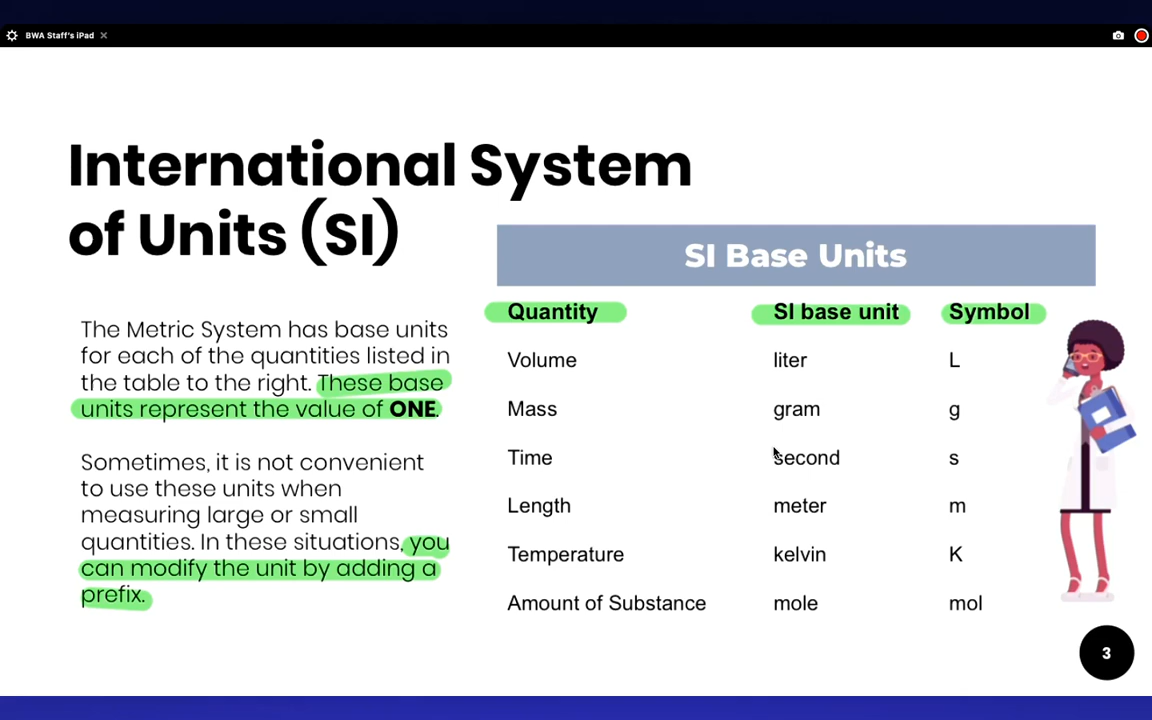 BWA Staff's iPad
International System
of Units (SI)
SI Base Units
Quantity SI base unit Symbol
Volume liter L
Mass gram g
Time second s
Length meter m
Temperature kelvin K
Amount of Substance mole mol
The Metric System has base units
for each of the quantities listed in
the table to the right. These base
units represent the value of ONE.
Sometimes, it is not convenient
to use these units when
measuring large or small
quantities. In these situations, you
can modify the unit by adding a
prefix.
3